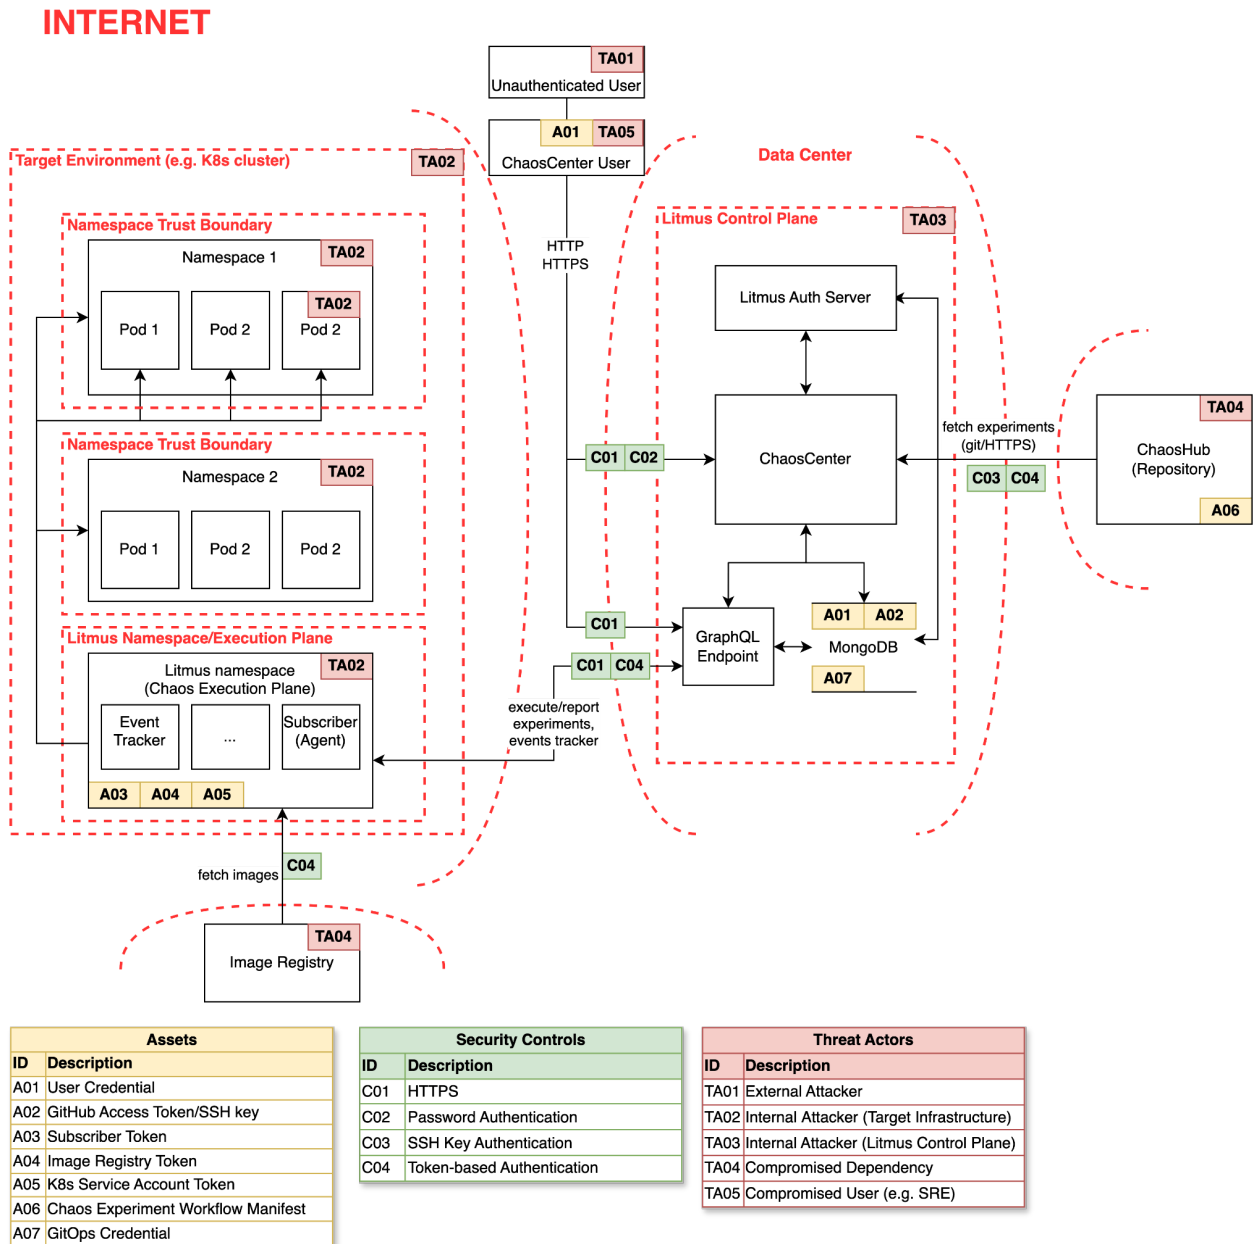 INTERNET
TA01
Unauthenticated User
A01 TA05
ChaosCenter User
Target Environment (e.g. K8s cluster)
TA02
Data Center
Namespace Trust Boundary
Litmus Control Plane
TA03
Namespace 1
TA02
HTTP
HTTPS
Pod 1
Pod 2
TA02
Pod 2
Litmus Auth Server
Namespace Trust Boundary
Namespace 2
TA02
Pod 1
Pod 2
Pod 2
C01 C02
ChaosCenter
fetch experiments
(git/HTTPS)
C03 C04
TA04
ChaosHub
(Repository)
A06
C01
GraphQL
Endpoint
A01 A02
MongoDB
A07
C01 C04
Litmus Namespace/Execution Plane
Litmus namespace
(Chaos Execution Plane)
TA02
Event
Tracker
...
Subscriber
(Agent)
A03 A04 A05
execute/report
experiments,
events tracker
fetch images
C04
TA04
Image Registry
Assets
ID Description
A01 User Credential
A02 GitHub Access Token/SSH key
A03 Subscriber Token
A04 Image Registry Token
A05 K8s Service Account Token
A06 Chaos Experiment Workflow Manifest
A07 GitOps Credential
Security Controls
ID Description
C01 HTTPS
C02 Password Authentication
C03 SSH Key Authentication
C04 Token-based Authentication
Threat Actors
ID Description
TA01 External Attacker
TA02 Internal Attacker (Target Infrastructure)
TA03 Internal Attacker (Litmus Control Plane)
TA04 Compromised Dependency
TA05 Compromised User (e.g. SRE)